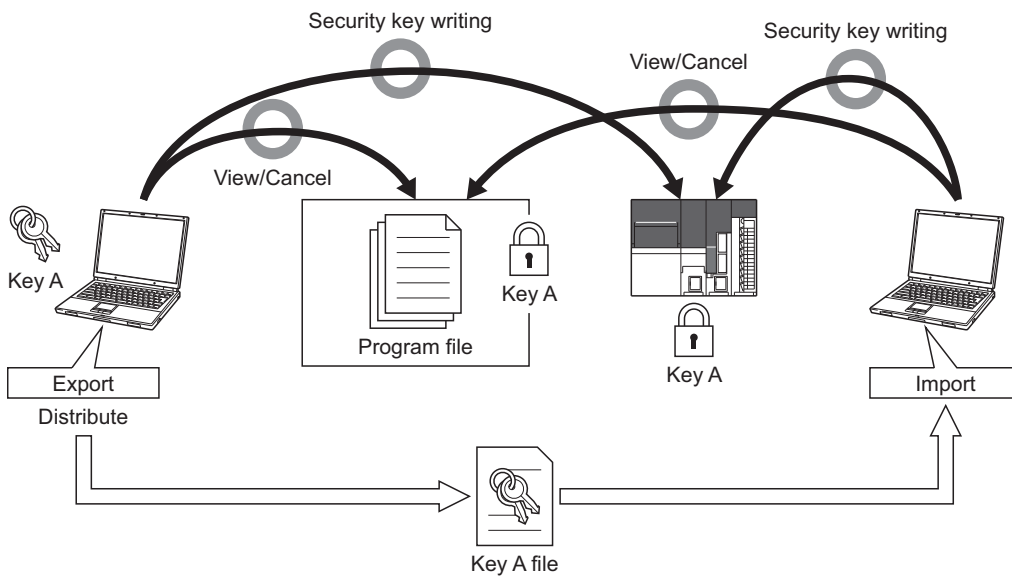 Security key writing
Security key writing
View/Cancel
View/Cancel
Key A
Key A
Program file
Key A
Export
Import
Distribute
Key A file